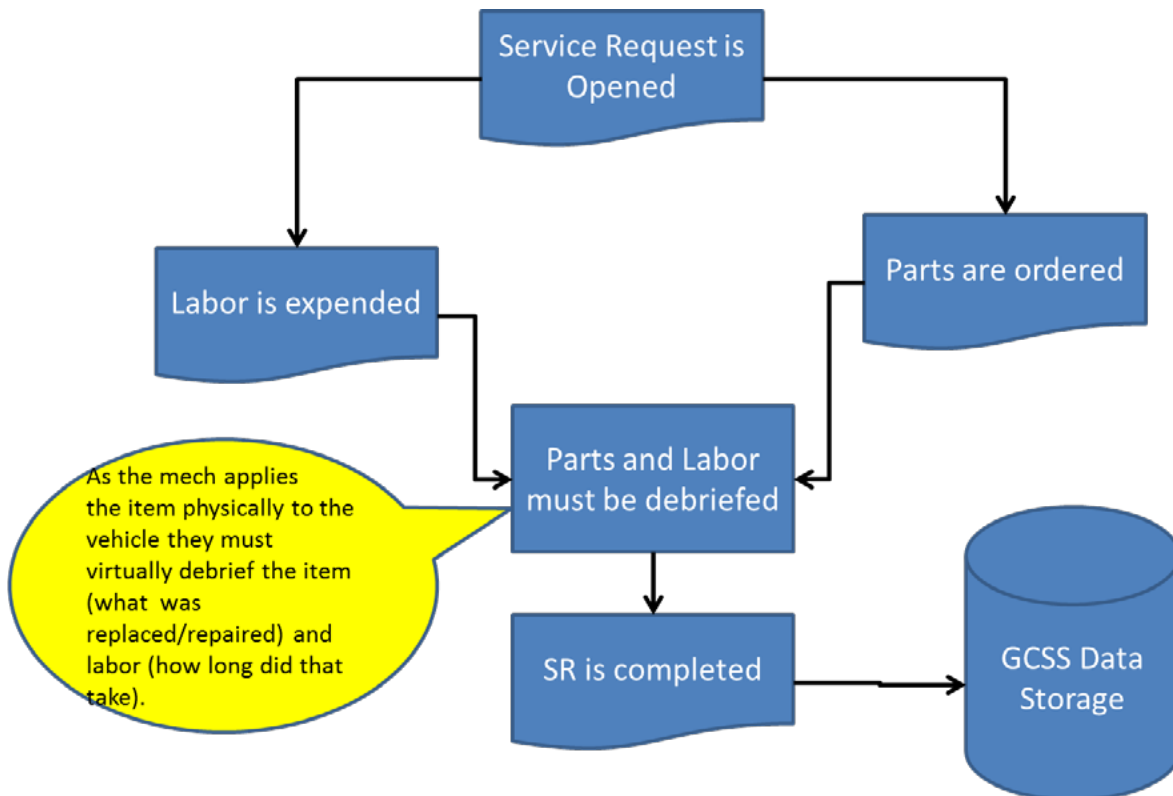 Service Request is
Opened
Labor is expended
Parts are ordered
Parts and Labor
must be debriefed
As the mech applies
the item physically to the
vehicle they must
virtually debrief the item
(what was
replaced/repaired) and
labor (how long did that
take).
SR is completed
GCSS Data
Storage